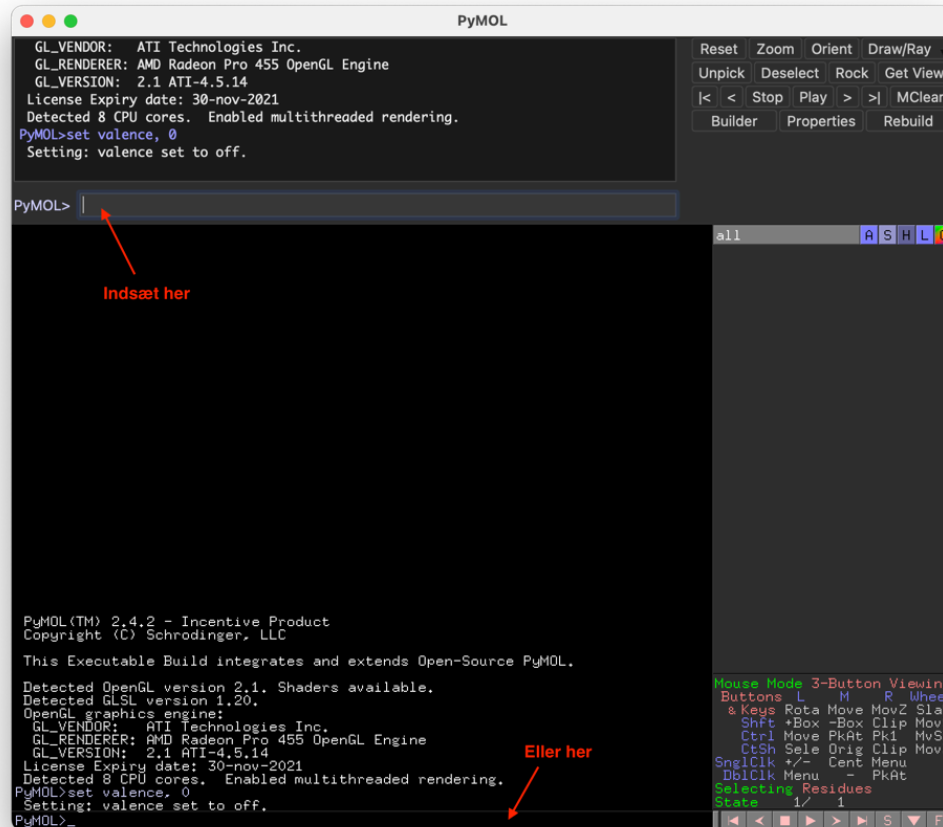 PyMOL
GL_VENDOR:   ATI Technologies Inc.
GL_RENDERER: AMD Radeon Pro 455 OpenGL Engine
GL_VERSION:  2.1 ATI-4.5.14
License Expiry date: 30-nov-2021
Detected 8 CPU cores.  Enabled multithreaded rendering.
PyMOL>set valence, 0
Setting: valence set to off.
Reset Zoom Orient Draw/Ray
Unpick Deselect Rock Get View
|< < Stop Play > >| MClear
Builder Properties Rebuild
PyMOL>
Indsæt her
all A S H L
PyMOL(TM) 2.4.2 - Incentive Product
Copyright (C) Schrodinger, LLC
This Executable Build integrates and extends Open-Source PyMOL.
Detected OpenGL version 2.1. Shaders available.
Detected GLSL version 1.20.
OpenGL graphics engine:
GL_VENDOR:   ATI Technologies Inc.
GL_RENDERER: AMD Radeon Pro 455 OpenGL Engine
GL_VERSION:  2.1 ATI-4.5.14
License Expiry date: 30-nov-2021
Detected 8 CPU cores.  Enabled multithreaded rendering.
PyMOL>set valence, 0
Setting: valence set to off.
PyMOL>_
Eller her
Mouse Mode 3-Button Viewin
Buttons L M R Whee
& Keys Rota Move MovZ Sla
Shft +Box -Box Clip Mov
Ctrl Move PkAt Pk1 MvS
CtSh Sele Orig Clip Mov
SnglClk +/- Cent Menu
DblClk Menu - PkAt
Selecting Residues
State 1/ 1
S F